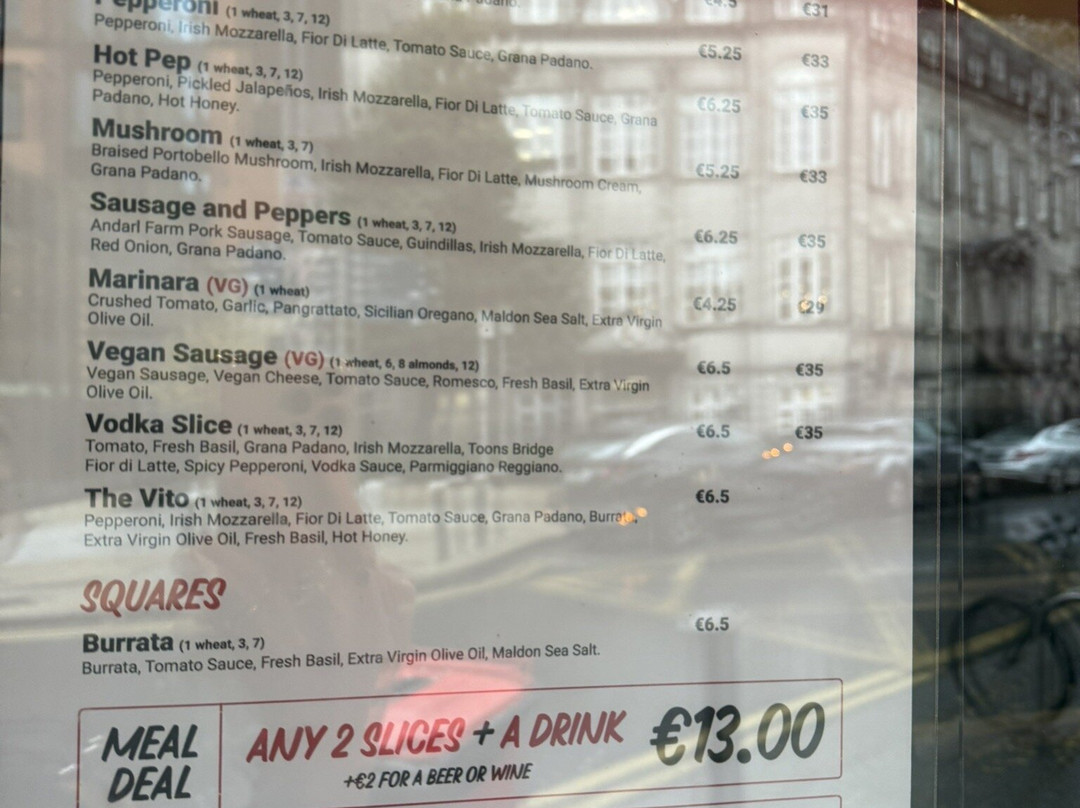 Pepperoni (1 wheat, 3, 7, 12) €31
Pepperoni, Irish Mozzarella, Fior Di Latte, Tomato Sauce, Grana Padano. €5.25 €33
Hot Pep (1 wheat, 3, 7, 12)
Pepperoni, Pickled Jalapeños, Irish Mozzarella, Fior Di Latte, Tomato Sauce, Grana €6.25 €35
Padano, Hot Honey.
Mushroom (1 wheat, 3, 7)
Braised Portobello Mushroom, Irish Mozzarella, Fior Di Latte, Mushroom Cream, €5.25 €33
Grana Padano.
Sausage and Peppers (1 wheat, 3, 7, 12)
Andarl Farm Pork Sausage, Tomato Sauce, Guindillas, Irish Mozzarella, Fior Di Latte, €6.25 €35
Red Onion, Grana Padano.
Marinara (VG) (1 wheat)
Crushed Tomato, Garlic, Pangrattato, Sicilian Oregano, Maldon Sea Salt, Extra Virgin €4.25 €29
Olive Oil.
Vegan Sausage (VG) (1 wheat, 6, 8 almonds, 12) €6.5 €35
Vegan Sausage, Vegan Cheese, Tomato Sauce, Romesco, Fresh Basil, Extra Virgin
Olive Oil.
Vodka Slice (1 wheat, 3, 7, 12) €6.5 €35
Tomato, Fresh Basil, Grana Padano, Irish Mozzarella, Toons Bridge
Fior di Latte, Spicy Pepperoni, Vodka Sauce, Parmiggiano Reggiano.
The Vito (1 wheat, 3, 7, 12) €6.5
Pepperoni, Irish Mozzarella, Fior Di Latte, Tomato Sauce, Grana Padano, Burrata,
Extra Virgin Olive Oil, Fresh Basil, Hot Honey.
SQUARES
Burrata (1 wheat, 3, 7) €6.5
Burrata, Tomato Sauce, Fresh Basil, Extra Virgin Olive Oil, Maldon Sea Salt.
MEAL DEAL
ANY 2 SLICES + A DRINK €13.00
+€2 FOR A BEER OR WINE